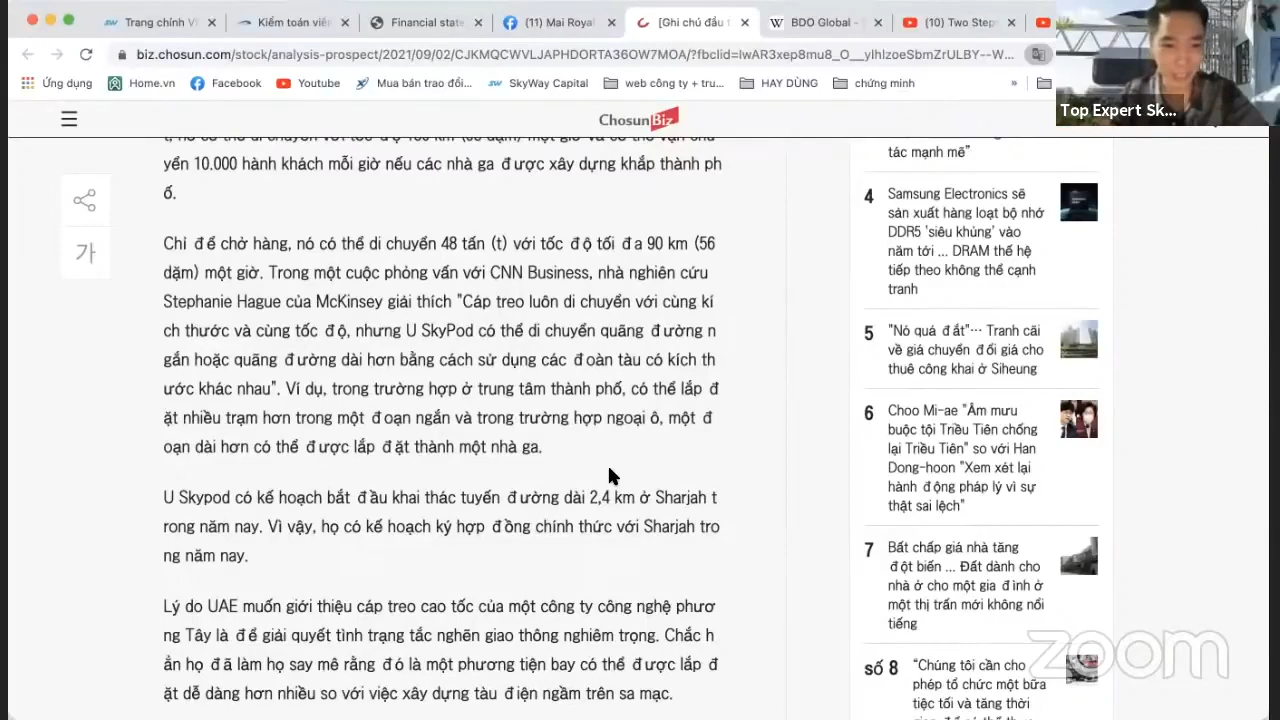 Trang chính V
Kiểm toán viên
Financial state
(11) Mai Royal
[Ghi chú đầu t
BDO Global -
(10) Two Step
biz.chosun.com/stock/analysis-prospect/2021/09/02/CJKMQCWVLJAPHDORTA36OW7MOA/?fbclid=IwAR3xep8mu8_O__yIhIzoeSbmZrULBY--W...
Ứng dụng
Home.vn
Facebook
Youtube
Mua bán trao đổi...
SkyWay Capital
web công ty + tru...
HAY DÙNG
chứng minh
»
Top Expert Sk...
ChosunBiz
가
yển 10.000 hành khách mỗi giờ nếu các nhà ga được xây dựng khắp thành ph
ố.
Chỉ để chở hàng, nó có thể di chuyển 48 tấn (t) với tốc độ tối đa 90 km (56
dặm) một giờ. Trong một cuộc phỏng vấn với CNN Business, nhà nghiên cứu
Stephanie Hague của McKinsey giải thích "Cáp treo luôn di chuyển với cùng kí
ch thước và cùng tốc độ, nhưng U SkyPod có thể di chuyển quãng đường n
gắn hoặc quãng đường dài hơn bằng cách sử dụng các đoàn tàu có kích th
ước khác nhau". Ví dụ, trong trường hợp ở trung tâm thành phố, có thể lắp đ
ặt nhiều trạm hơn trong một đoạn ngắn và trong trường hợp ngoại ô, một đ
oạn dài hơn có thể được lắp đặt thành một nhà ga.
U Skypod có kế hoạch bắt đầu khai thác tuyến đường dài 2,4 km ở Sharjah t
rong năm nay. Vì vậy, họ có kế hoạch ký hợp đồng chính thức với Sharjah tro
ng năm nay.
Lý do UAE muốn giới thiệu cáp treo cao tốc của một công ty công nghệ phươ
ng Tây là để giải quyết tình trạng tắc nghẽn giao thông nghiêm trọng. Chắc h
ẳn họ đã làm họ say mê rằng đó là một phương tiện bay có thể được lắp đ
ặt dễ dàng hơn nhiều so với việc xây dựng tàu điện ngầm trên sa mạc.
tác mạnh mẽ"
4 Samsung Electronics sẽ
sản xuất hàng loạt bộ nhớ
DDR5 'siêu khủng' vào
năm tới ... DRAM thế hệ
tiếp theo không thể cạnh
tranh
5 "Nó quá đắt"... Tranh cãi
về giá chuyển đổi giá cho
thuê công khai ở Siheung
6 Choo Mi-ae "Âm mưu
buộc tội Triều Tiên chống
lại Triều Tiên" so với Han
Dong-hoon "Xem xét lại
hành động pháp lý vì sự
thật sai lệch"
7 Bất chấp giá nhà tăng
đột biến ... Đất dành cho
nhà ở cho một gia đình ở
một thị trấn mới không nổi
tiếng
số 8 "Chúng tôi cần cho
phép tổ chức một bữa
tiệc tối và tăng thời
zoom